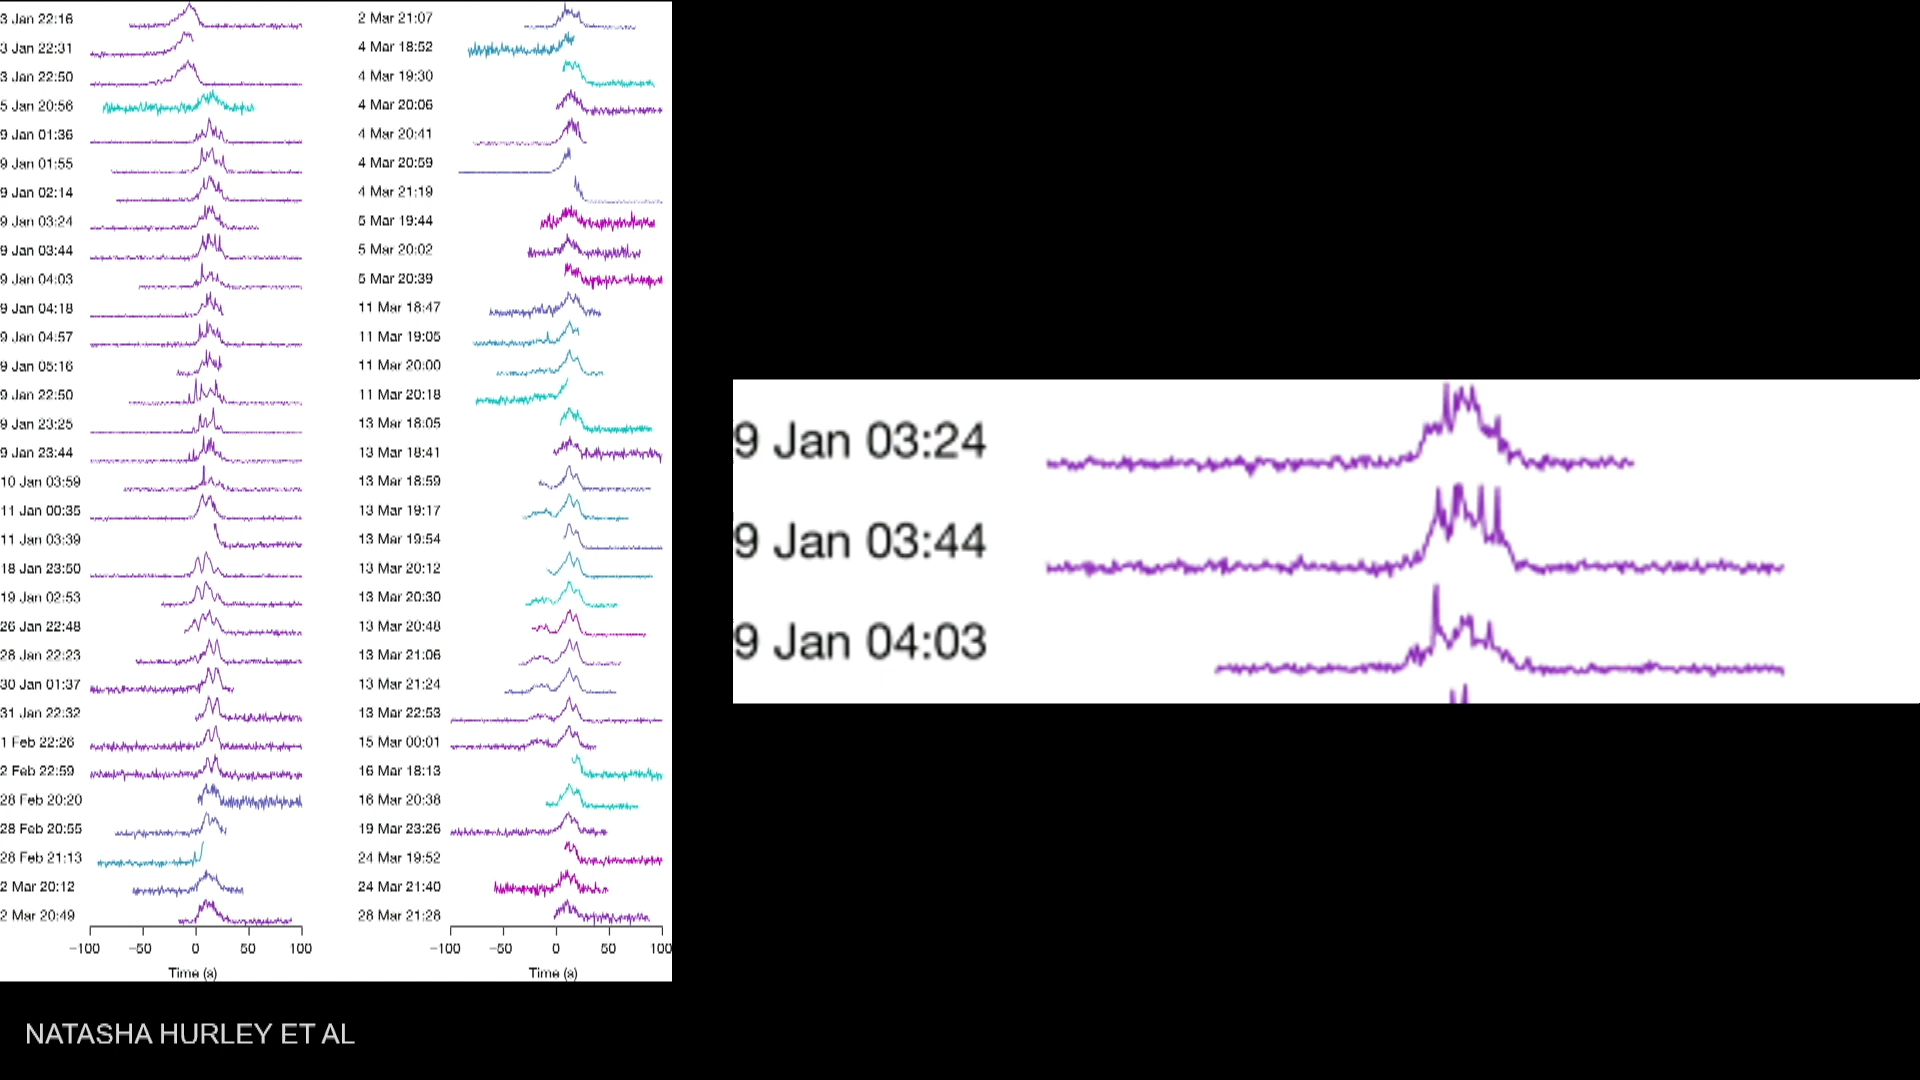 3 Jan 22:16
3 Jan 22:31
3 Jan 22:50
5 Jan 20:56
9 Jan 01:36
9 Jan 01:55
9 Jan 02:14
9 Jan 03:24
9 Jan 03:44
9 Jan 04:03
9 Jan 04:18
9 Jan 04:57
9 Jan 05:16
9 Jan 22:50
9 Jan 23:25
9 Jan 23:44
10 Jan 03:59
11 Jan 00:35
11 Jan 03:39
18 Jan 23:50
19 Jan 02:53
26 Jan 22:48
28 Jan 22:23
30 Jan 01:37
31 Jan 22:32
1 Feb 22:26
2 Feb 22:59
28 Feb 20:20
28 Feb 20:55
28 Feb 21:13
2 Mar 20:12
2 Mar 20:49
−100 −50 0 50 100
Time (s)
2 Mar 21:07
4 Mar 18:52
4 Mar 19:30
4 Mar 20:06
4 Mar 20:41
4 Mar 20:59
4 Mar 21:19
5 Mar 19:44
5 Mar 20:02
5 Mar 20:39
11 Mar 18:47
11 Mar 19:05
11 Mar 20:00
11 Mar 20:18
13 Mar 18:05
13 Mar 18:41
13 Mar 18:59
13 Mar 19:17
13 Mar 19:54
13 Mar 20:12
13 Mar 20:30
13 Mar 20:48
13 Mar 21:06
13 Mar 21:24
13 Mar 22:53
15 Mar 00:01
16 Mar 18:13
16 Mar 20:38
19 Mar 23:26
24 Mar 19:52
24 Mar 21:40
28 Mar 21:28
−100 −50 0 50 100
Time (s)
9 Jan 03:24
9 Jan 03:44
9 Jan 04:03
NATASHA HURLEY ET AL